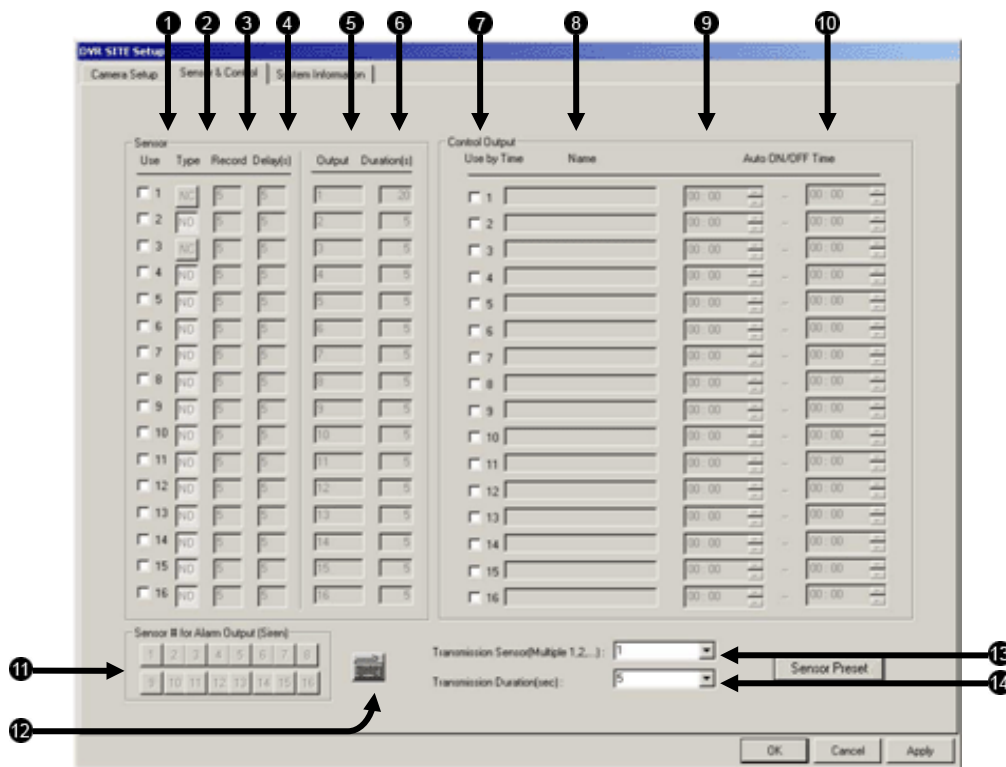 1 2 3 4 5 6 7 8 9 10
DVR SITE Setup
Camera Setup Sensor & Control System Information
Sensor Control Output
Use Type Record Delay(s) Output Duration(s) Use by Time Name Auto ON/OFF Time
1 NC 5 5 1 20 1 00 : 00 - 00 : 00
2 NO 5 5 2 5 2 00 : 00 - 00 : 00
3 NC 5 5 3 5 3 00 : 00 - 00 : 00
4 NO 5 5 4 5 4 00 : 00 - 00 : 00
5 NO 5 5 5 5 5 00 : 00 - 00 : 00
6 NO 5 5 6 5 6 00 : 00 - 00 : 00
7 NO 5 5 7 5 7 00 : 00 - 00 : 00
8 NO 5 5 8 5 8 00 : 00 - 00 : 00
9 NO 5 5 9 5 9 00 : 00 - 00 : 00
10 NO 5 5 10 5 10 00 : 00 - 00 : 00
11 NO 5 5 11 5 11 00 : 00 - 00 : 00
12 NO 5 5 12 5 12 00 : 00 - 00 : 00
13 NO 5 5 13 5 13 00 : 00 - 00 : 00
14 NO 5 5 14 5 14 00 : 00 - 00 : 00
15 NO 5 5 15 5 15 00 : 00 - 00 : 00
16 NO 5 5 16 5 16 00 : 00 - 00 : 00
Sensor # for Alarm Output (Siren)
1 2 3 4 5 6 7 8
9 10 11 12 13 14 15 16
11
12
Transmission Sensor(Multiple 1,2,...) : 1
13
Sensor Preset
Transmission Duration(sec) : 5
14
OK Cancel Apply